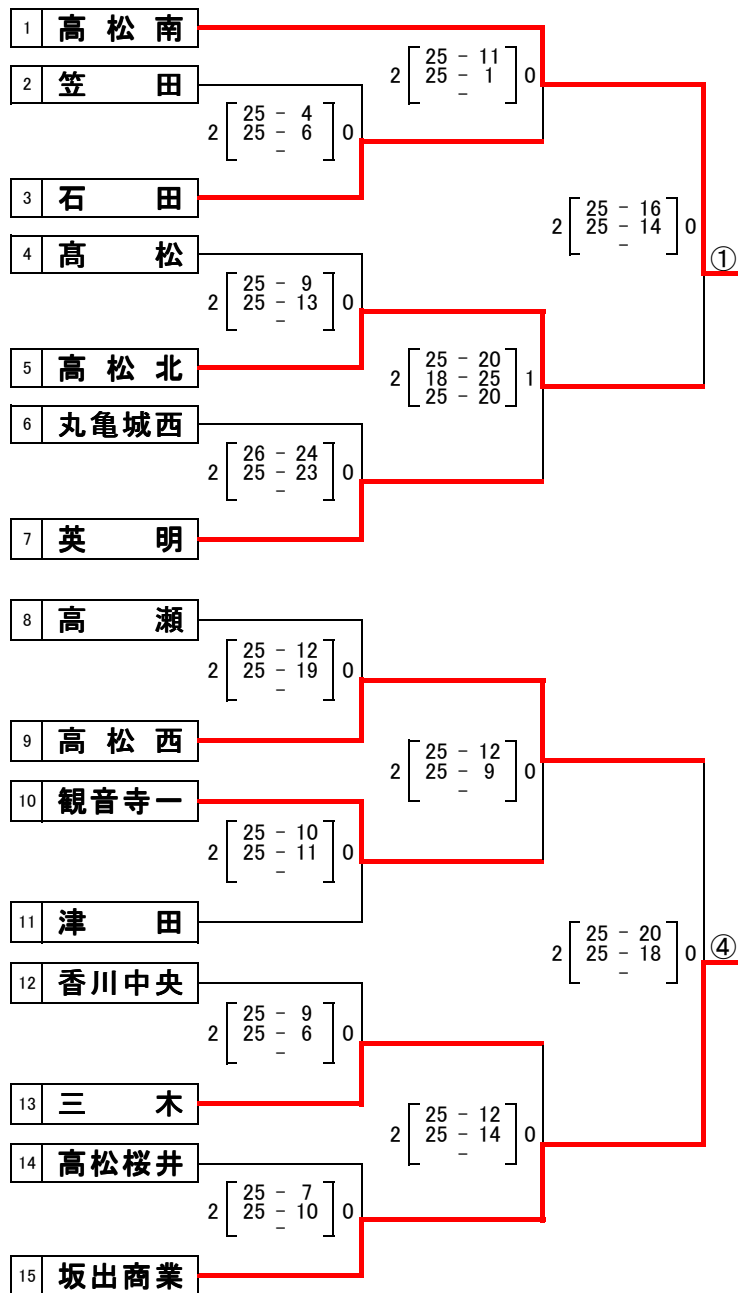 1 高松南
2 笠田
2 25 - 4 0
25 - 6
-
3 石田
2 25 - 11 0
25 - 1
-
4 髙松
2 25 - 9 0
25 - 13
-
5 高松北
2 25 - 16 0
25 - 14
-
①
2 25 - 20 1
18 - 25
25 - 20
6 丸亀城西
2 26 - 24 0
25 - 23
-
7 英明
8 高瀬
2 25 - 12 0
25 - 19
-
9 高松西
2 25 - 12 0
25 - 9
-
10 観音寺一
2 25 - 10 0
25 - 11
-
11 津田
2 25 - 20 0
25 - 18
-
④
12 香川中央
2 25 - 9 0
25 - 6
-
13 三木
2 25 - 12 0
25 - 14
-
14 高松桜井
2 25 - 7 0
25 - 10
-
15 坂出商業